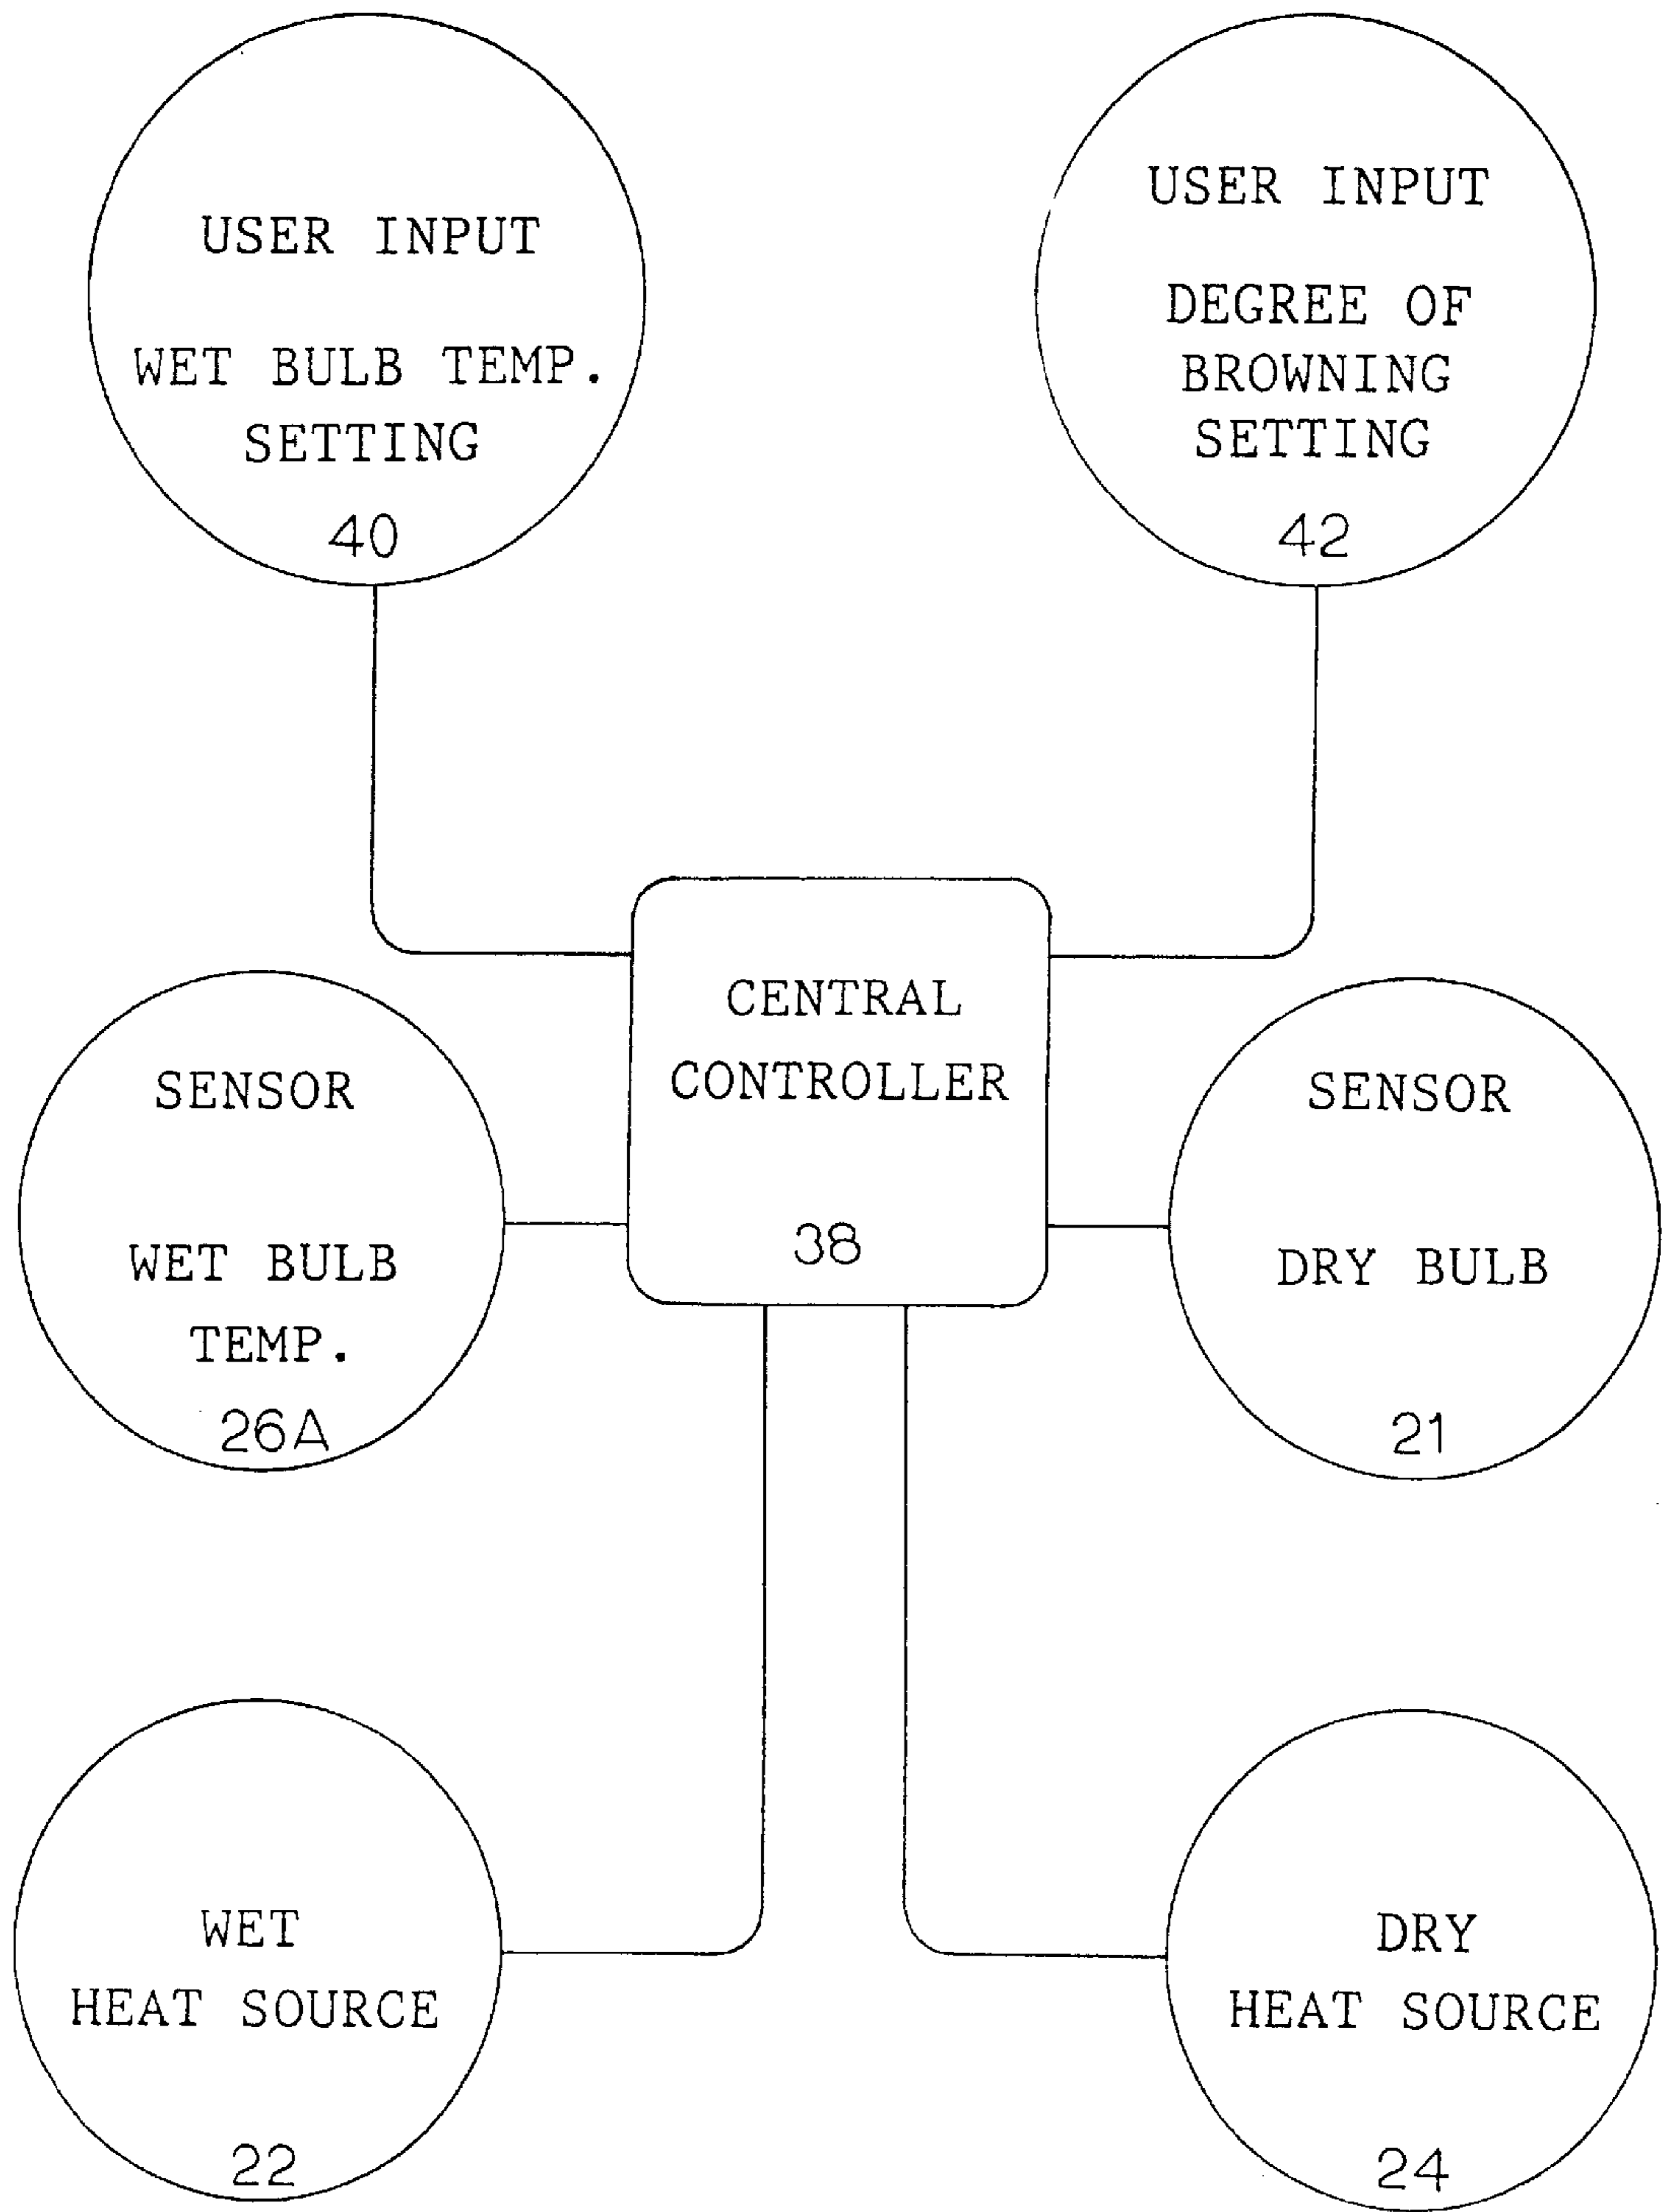 USER INPUT
WET BULB TEMP.
SETTING
40
USER INPUT
DEGREE OF
BROWNING
SETTING
42
CENTRAL
CONTROLLER
38
SENSOR
WET BULB
TEMP.
26A
SENSOR
DRY BULB
21
WET
HEAT SOURCE
22
DRY
HEAT SOURCE
24